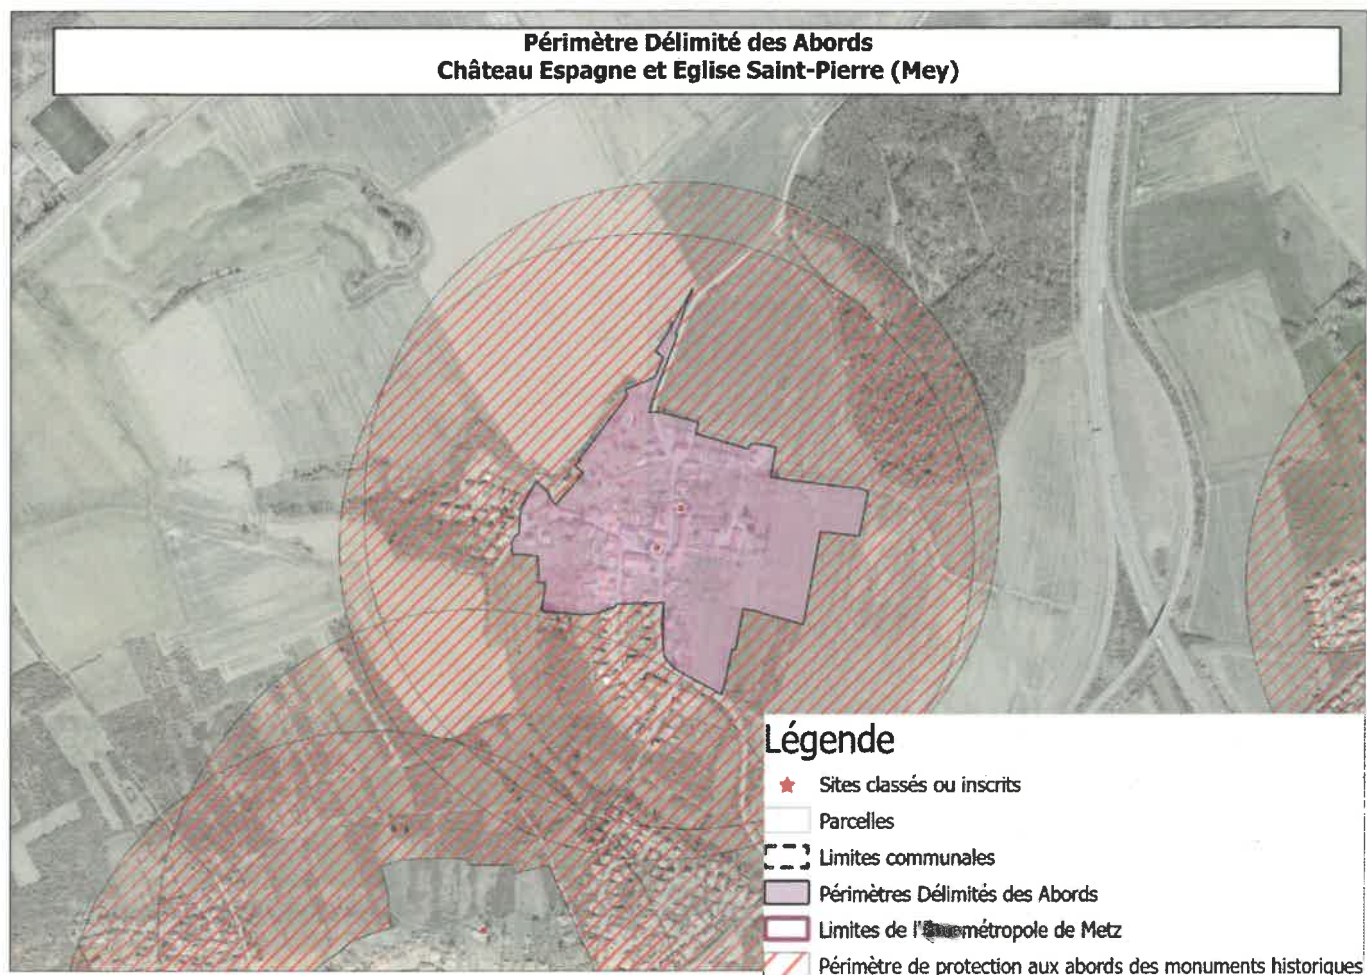 Périmètre Délimité des Abords
Château Espagne et Eglise Saint-Pierre (Mey)
Légende
Sites classés ou inscrits
Parcelles
Limites communales
Périmètres Délimités des Abords
Limites de l'métropole de Metz
Périmètre de protection aux abords des monuments historiques